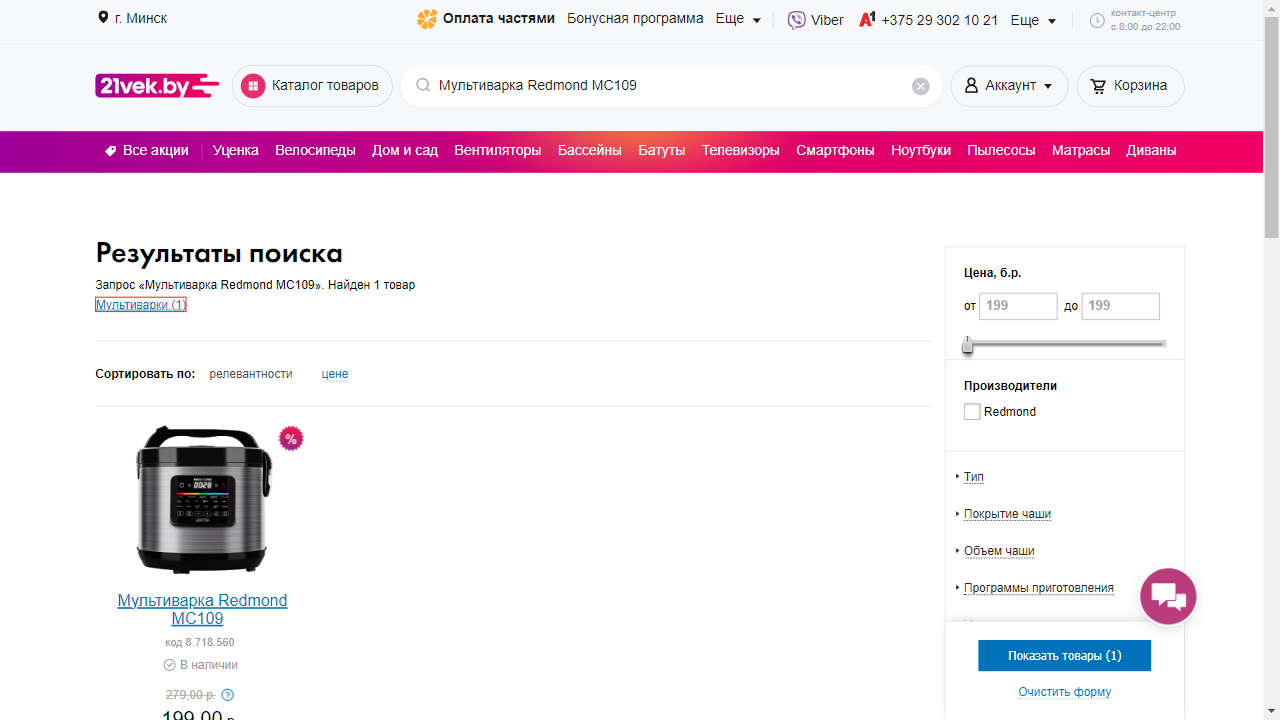 г. Минск
Оплата частями Бонусная программа Еще Viber A1 +375 29 302 10 21 Еще контакт-центр
с 8:00 до 22:00
21vek.by Каталог товаров Мультиварка Redmond MC109 Аккаунт Корзина
Все акции Уценка Велосипеды Дом и сад Вентиляторы Бассейны Батуты Телевизоры Смартфоны Ноутбуки Пылесосы Матрасы Диваны
Результаты поиска
Запрос «Мультиварка Redmond MC109». Найден 1 товар
Мультиварки (1)
Сортировать по: релевантности цене
%
Мультиварка Redmond
MC109
код 8.718.560
В наличии
279,00 р. ?
199,00 р.
Цена, б.р.
от 199 до 199
Производители
Redmond
Тип
Покрытие чаши
Объем чаши
Программы приготовления
Показать товары (1)
Очистить форму